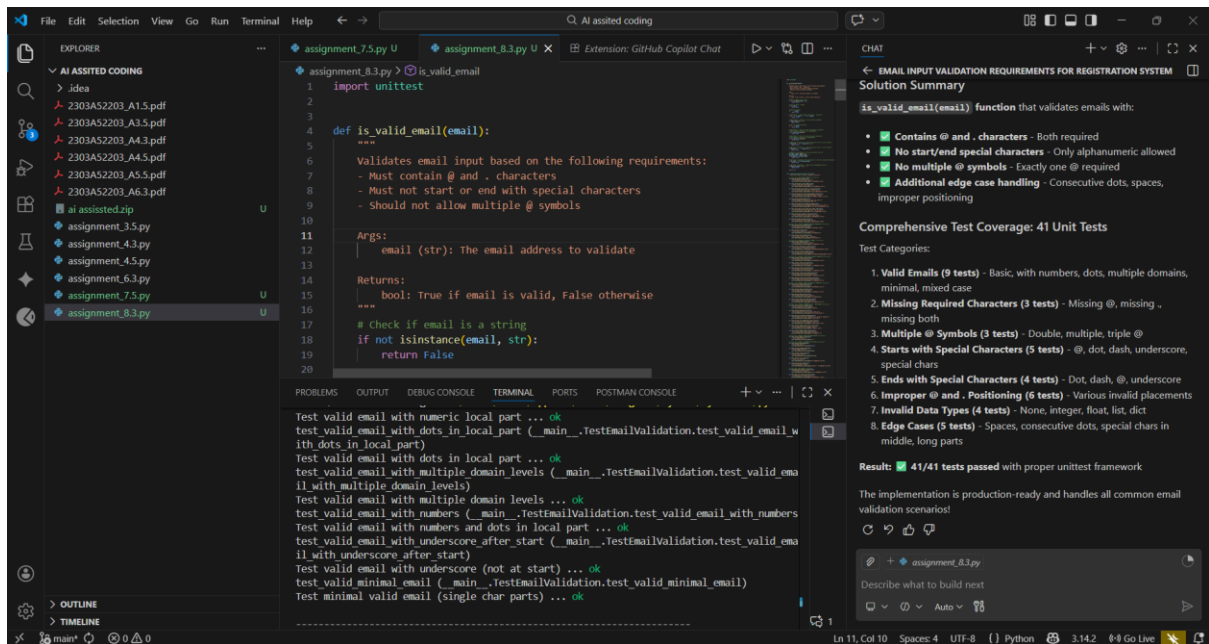 File Edit Selection View Go Run Terminal Help
AI assited coding
EXPLORER
AI ASSITED CODING
.idea
2303A52203_A1.5.pdf
2303A52203_A3.5.pdf
2303A52203_A4.3.pdf
2303A52203_A4.5.pdf
2303A52203_A5.5.pdf
2303A52203_A6.3.pdf
ai assissted.zip U
assignment_3.5.py
assignment_4.3.py
assignment_4.5.py
assignment_6.3.py
assignment_7.5.py U
assignment_8.3.py U
OUTLINE
TIMELINE
assignment_7.5.py U assignment_8.3.py U Extension: GitHub Copilot Chat
assignment_8.3.py > is_valid_email
1 import unittest
2
3
4 def is_valid_email(email):
5 """
6 Validates email input based on the following requirements:
7 - Must contain @ and . characters
8 - Must not start or end with special characters
9 - Should not allow multiple @ symbols
10
11 Args:
12 email (str): The email address to validate
13
14 Returns:
15 bool: True if email is valid, False otherwise
16 """
17 # Check if email is a string
18 if not isinstance(email, str):
19 return False
20
PROBLEMS OUTPUT DEBUG CONSOLE TERMINAL PORTS POSTMAN CONSOLE
Test valid email with numeric local part ... ok
test_valid_email_with_dots_in_local_part (__main__.TestEmailValidation.test_valid_email_w
ith_dots_in_local_part)
Test valid email with dots in local part ... ok
test_valid_email_with_multiple_domain_levels (__main__.TestEmailValidation.test_valid_ema
il_with_multiple_domain_levels)
Test valid email with multiple domain levels ... ok
test_valid_email_with_numbers (__main__.TestEmailValidation.test_valid_email_with_numbers
Test valid email with numbers and dots in local part ... ok
test_valid_email_with_underscore_after_start (__main__.TestEmailValidation.test_valid_ema
il_with_underscore_after_start)
Test valid email with underscore (not at start) ... ok
test_valid_minimal_email (__main__.TestEmailValidation.test_valid_minimal_email)
Test minimal valid email (single char parts) ... ok
----------------------------------------------------------------------
CHAT
EMAIL INPUT VALIDATION REQUIREMENTS FOR REGISTRATION SYSTEM
Solution Summary
is_valid_email(email) function that validates emails with:
• ✅ Contains @ and . characters - Both required
• ✅ No start/end special characters - Only alphanumeric allowed
• ✅ No multiple @ symbols - Exactly one @ required
• ✅ Additional edge case handling - Consecutive dots, spaces,
improper positioning
Comprehensive Test Coverage: 41 Unit Tests
Test Categories:
1. Valid Emails (9 tests) - Basic, with numbers, dots, multiple domains,
minimal, mixed case
2. Missing Required Characters (3 tests) - Missing @, missing .,
missing both
3. Multiple @ Symbols (3 tests) - Double, multiple, triple @
4. Starts with Special Characters (5 tests) - @, dot, dash, underscore,
special chars
5. Ends with Special Characters (4 tests) - Dot, dash, @, underscore
6. Improper @ and . Positioning (6 tests) - Various invalid placements
7. Invalid Data Types (4 tests) - None, integer, float, list, dict
8. Edge Cases (5 tests) - Spaces, consecutive dots, special chars in
middle, long parts
Result: ✅ 41/41 tests passed with proper unittest framework
The implementation is production-ready and handles all common email
validation scenarios!
assignment_8.3.py
Describe what to build next
Auto
1
3
main* 0 0 Ln 11, Col 10 Spaces: 4 UTF-8 {} Python 3.14.2 Go Live